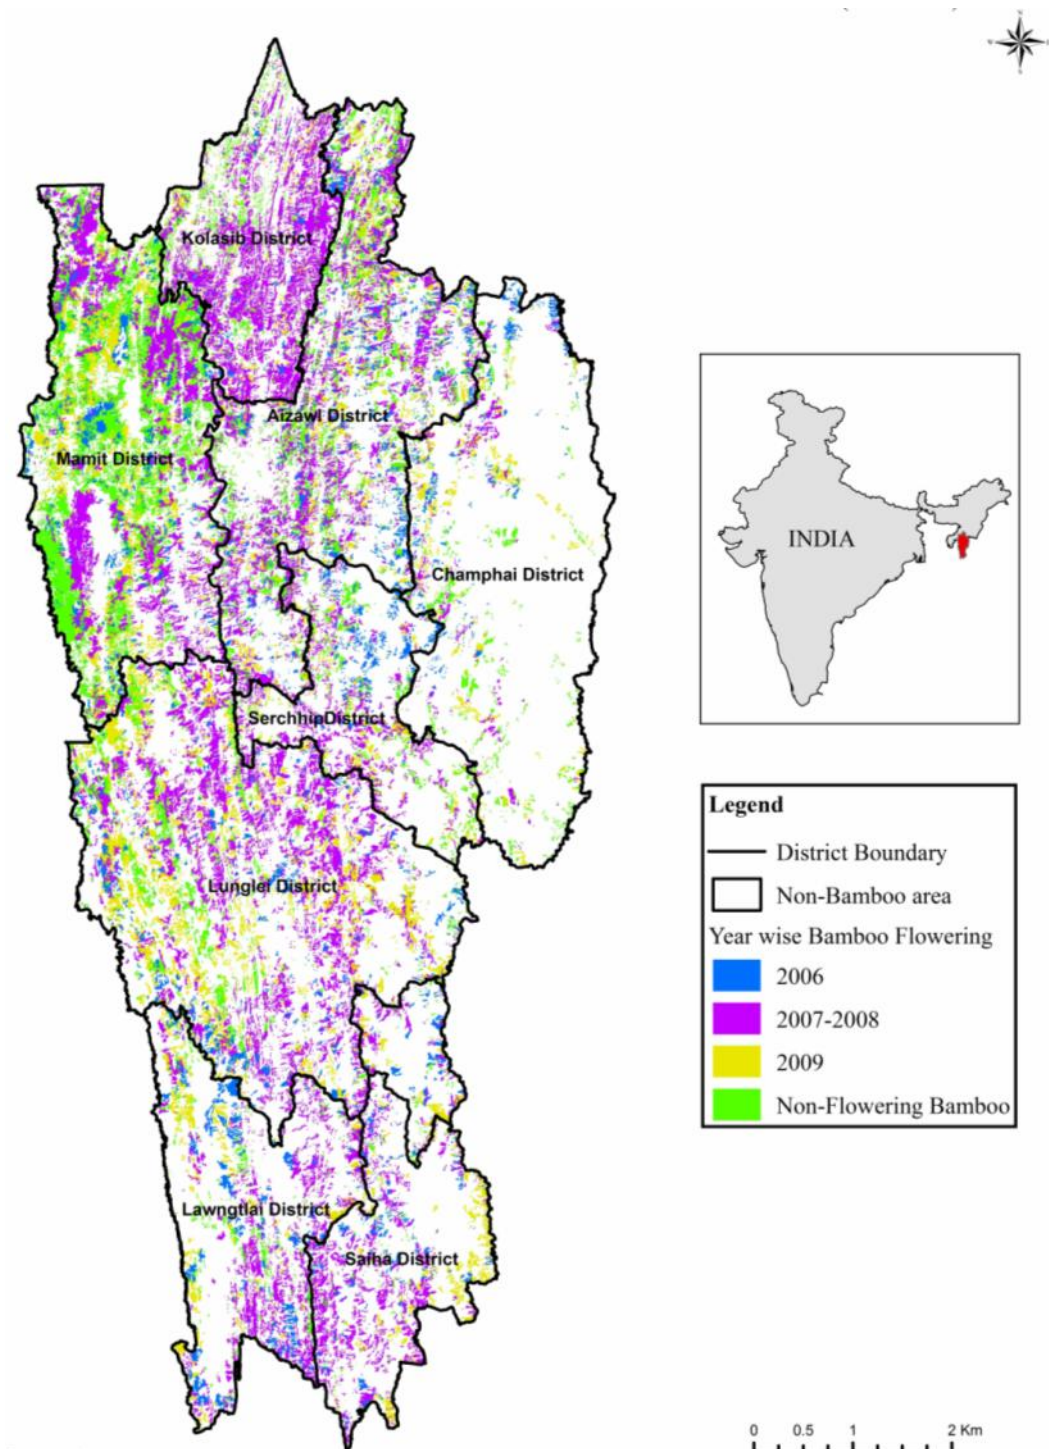 Kolasib District
Aizawl District
Mamit District
Champhai District
SerchhipDistrict
Lunglei District
Lawngtlai District
Saiha District
INDIA
Legend
District Boundary
Non-Bamboo area
Year wise Bamboo Flowering
2006
2007-2008
2009
Non-Flowering Bamboo
0 0.5 1 2 Km